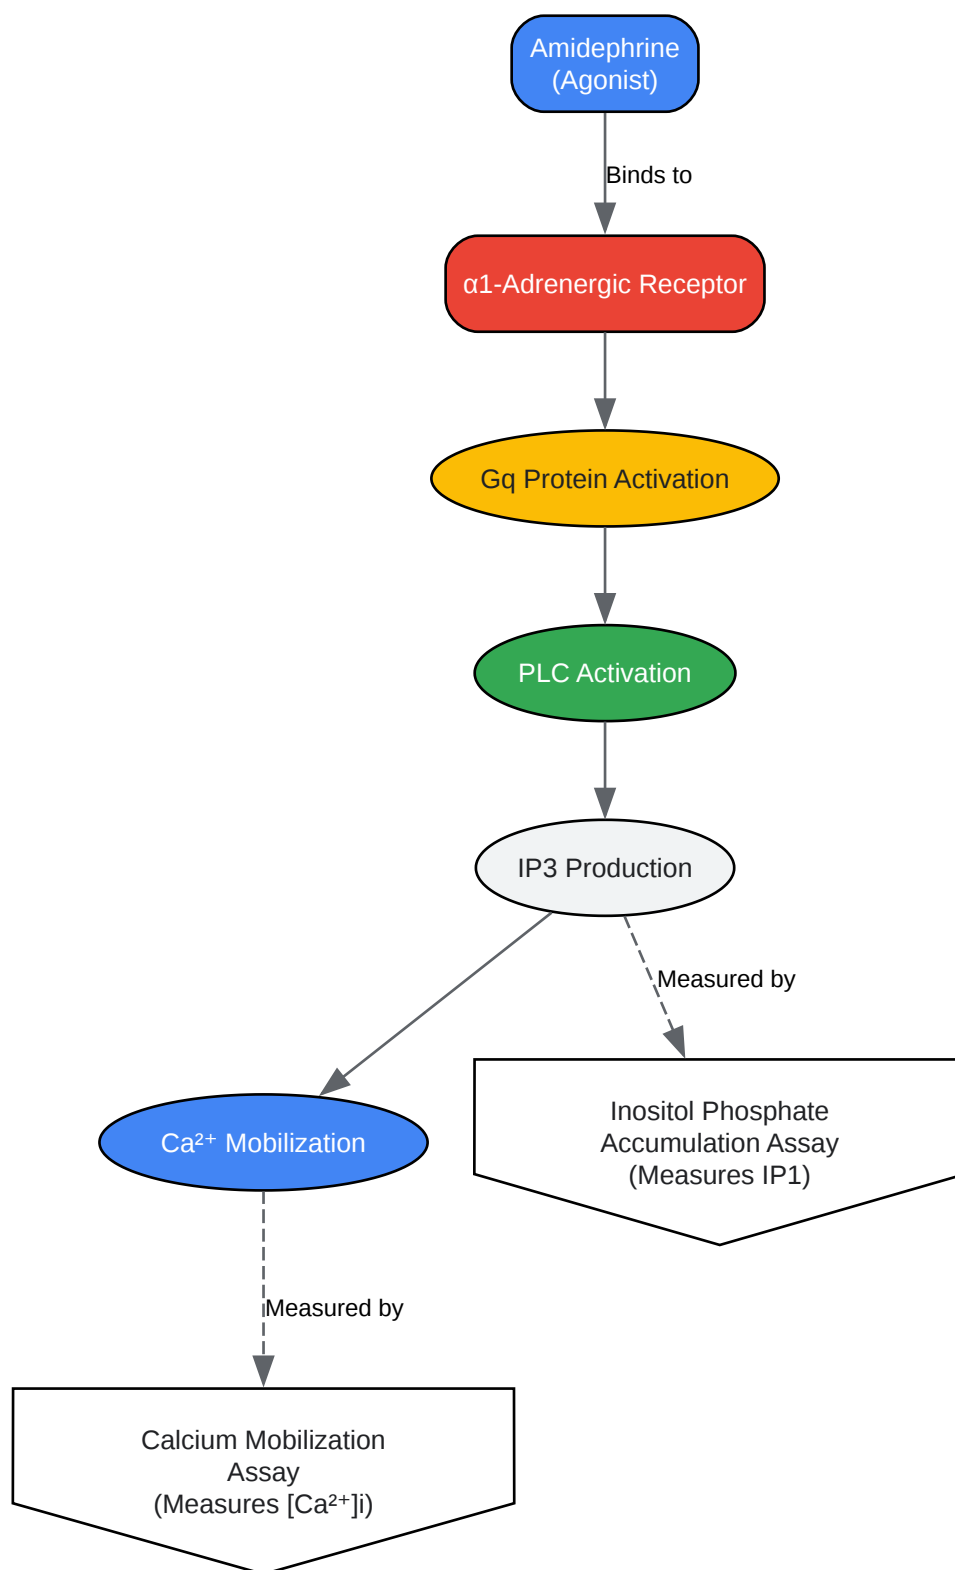 Amidephrine
(Agonist)
Binds to
α1-Adrenergic Receptor
Gq Protein Activation
PLC Activation
IP3 Production
Measured by
Inositol Phosphate
Accumulation Assay
(Measures IP1)
Ca²⁺ Mobilization
Measured by
Calcium Mobilization
Assay
(Measures [Ca²⁺]i)